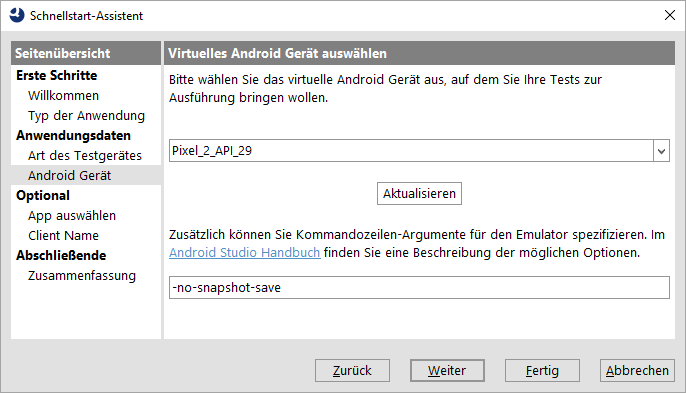 Schnellstart-Assistent
Seitenübersicht
Erste Schritte
Willkommen
Typ der Anwendung
Anwendungsdaten
Art des Testgerätes
Android Gerät
Optional
App auswählen
Client Name
Abschließende
Zusammenfassung
Virtuelles Android Gerät auswählen
Bitte wählen Sie das virtuelle Android Gerät aus, auf dem Sie Ihre Tests zur
Ausführung bringen wollen.
Pixel_2_API_29
Aktualisieren
Zusätzlich können Sie Kommandozeilen-Argumente für den Emulator spezifizieren. Im
Android Studio Handbuch finden Sie eine Beschreibung der möglichen Optionen.
-no-snapshot-save
Zurück
Weiter
Fertig
Abbrechen